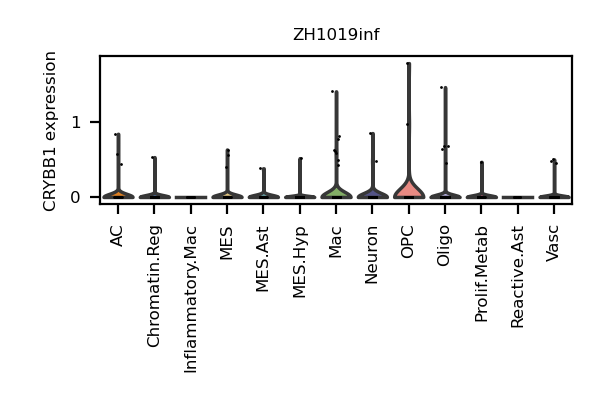 ZH1019inf
CRYBB1 expression
1
0
AC
Chromatin.Reg
Inflammatory.Mac
MES
MES.Ast
MES.Hyp
Mac
Neuron
OPC
Oligo
Prolif.Metab
Reactive.Ast
Vasc